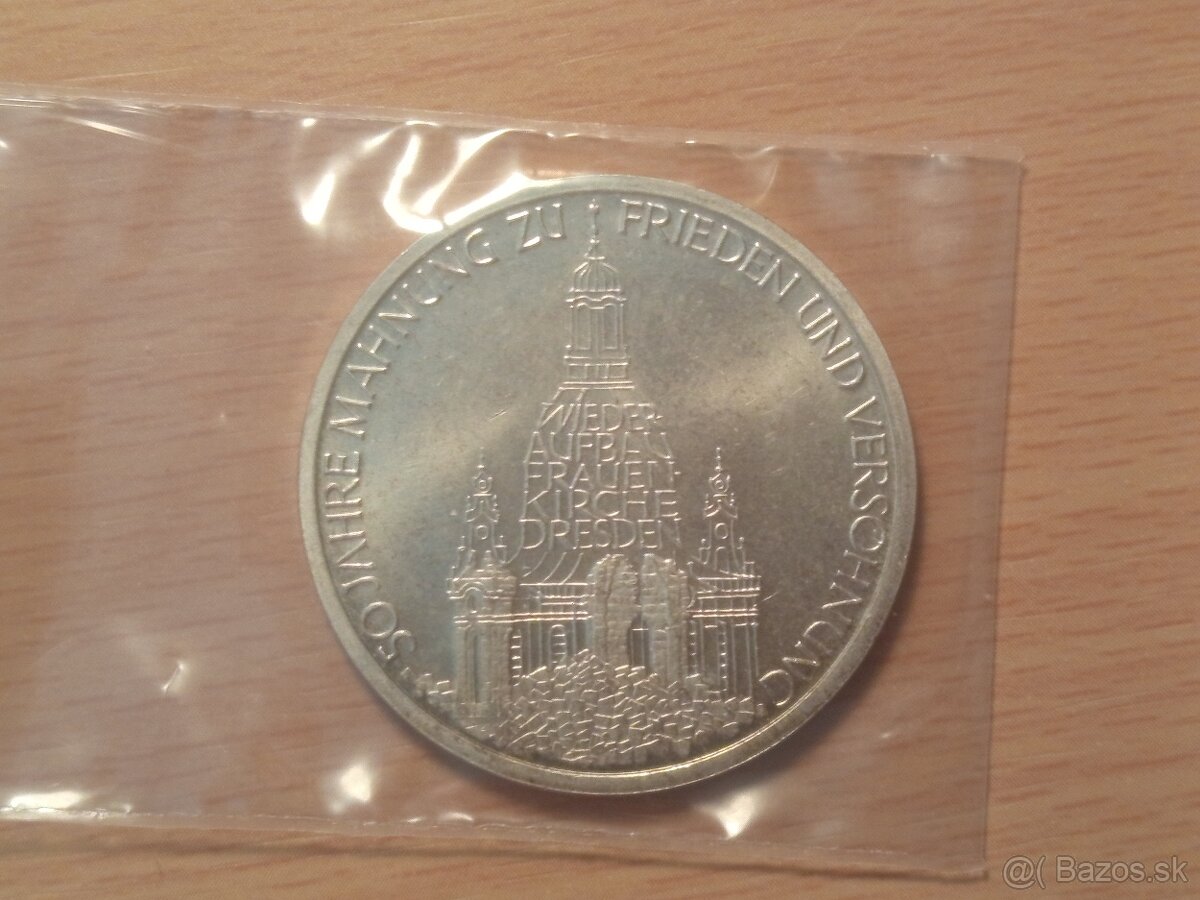 50 JAHRE MAHNUNG ZU FRIEDEN UND VERSÖHNUNG
WIEDER-
AUFBAU
FRAUEN-
KIRCHE
DRESDEN
@( Bazos.sk